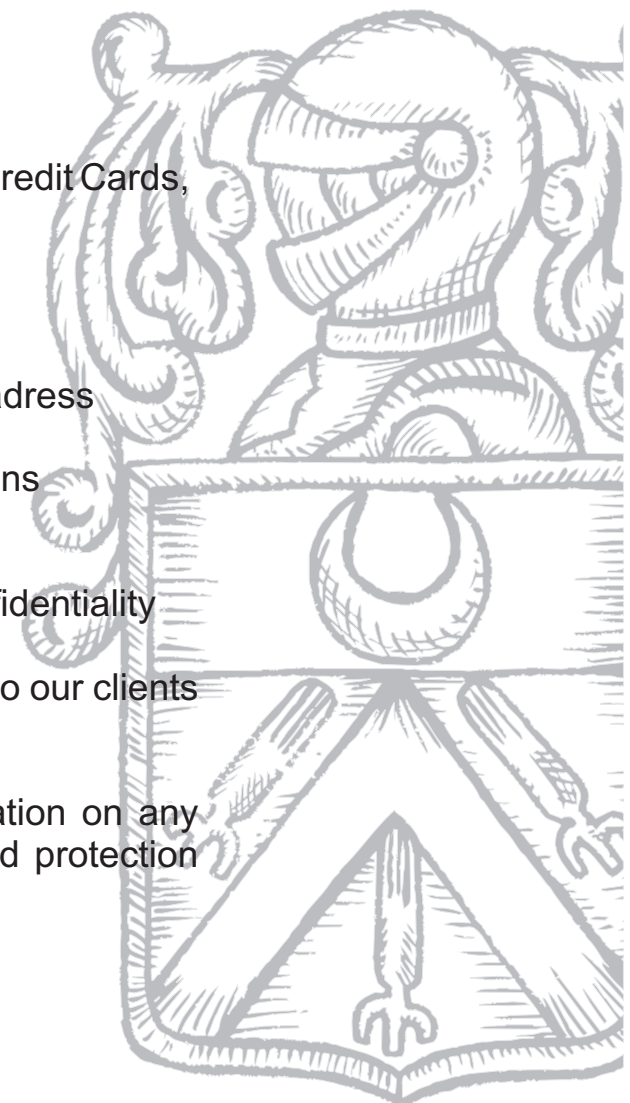 redit Cards,
dress
ns
fidentiality
o our clients
ation on any
d protection